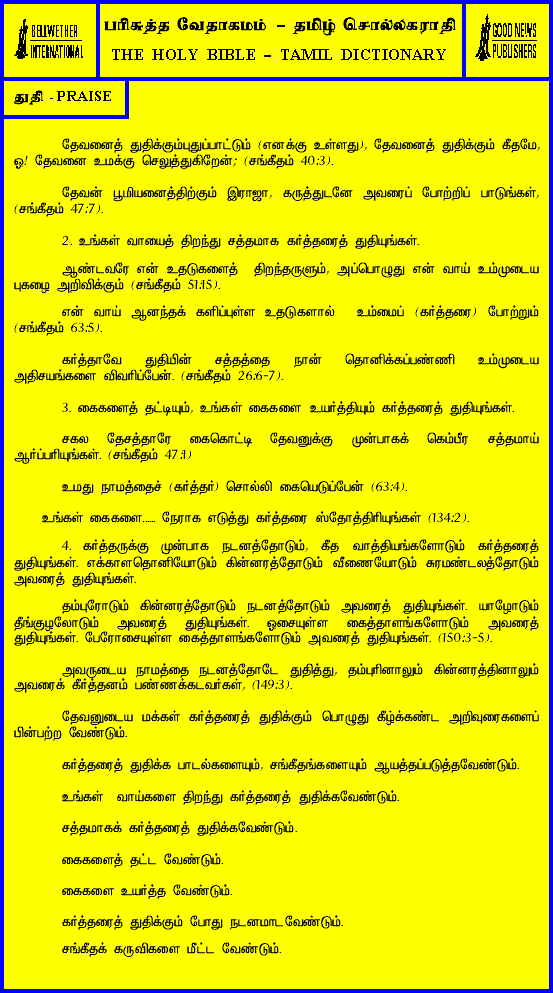 BELLWETHER
INTERNATIONAL
பரிசுத்த வேதாகமம் – தமிழ் சொல்லகராதி
THE HOLY BIBLE – TAMIL DICTIONARY
GOOD NEWS
PUBLISHERS
துதி - PRAISE
தேவனைத் துதிக்கும்புதுப்பாட்டும் (எனக்கு உள்ளது), தேவனைத் துதிக்கும் கீதமே,
ஓ! தேவனை உமக்கு செலுத்துகிறேன்; (சங்கீதம் 40:3).
தேவன் பூமியனைத்திற்கும் இராஜா, கருத்துடனே அவரைப் போற்றிப் பாடுங்கள்,
(சங்கீதம் 47:7).
2. உங்கள் வாயைத் திறந்து சத்தமாக கர்த்தரைத் துதியுங்கள்.
ஆண்டவரே என் உதடுகளைத் திறந்தருளும், அப்பொழுது என் வாய் உம்முடைய
புகழை அறிவிக்கும் (சங்கீதம் 51:15).
என் வாய் ஆனந்தக் களிப்புள்ள உதடுகளால் உம்மைப் (கர்த்தரை) போற்றும்
(சங்கீதம் 63:5).
கர்த்தாவே துதியின் சத்தத்தை நான் தொனிக்கப்பண்ணி உம்முடைய
அதிசயங்களை விவரிப்பேன். (சங்கீதம் 26:6-7).
3. கைகளைத் தட்டியும், உங்கள் கைகளை உயர்த்தியும் கர்த்தரைத் துதியுங்கள்.
சகல தேசத்தாரே கைகொட்டி தேவனுக்கு முன்பாகக் கெம்பீர சத்தமாய்
ஆர்ப்பரியுங்கள். (சங்கீதம் 47:1)
உமது நாமத்தைச் (கர்த்தர்) சொல்லி கையெடுப்பேன் (63:4).
உங்கள் கைகளை...... நேராக எடுத்து கர்த்தரை ஸ்தோத்திரியுங்கள் (134:2).
4. கர்த்தருக்கு முன்பாக நடனத்தோடும், கீத வாத்தியங்களோடும் கர்த்தரைத்
துதியுங்கள். எக்காளதொனியோடும் கின்னரத்தோடும் வீணையோடும் சுரமண்டலத்தோடும்
அவரைத் துதியுங்கள்.
தம்புரோடும் கின்னரத்தோடும் நடனத்தோடும் அவரைத் துதியுங்கள். யாழோடும்
தீங்குழலோடும் அவரைத் துதியுங்கள். ஓசையுள்ள கைத்தாளங்களோடும் அவரைத்
துதியுங்கள். பேரோசையுள்ள கைத்தாளங்களோடும் அவரைத் துதியுங்கள். (150:3-5).
அவருடைய நாமத்தை நடனத்தோடே துதித்து, தம்புரினாலும் கின்னரத்தினாலும்
அவரைக் கீர்த்தனம் பண்ணக்கடவர்கள், (149:3).
தேவனுடைய மக்கள் கர்த்தரைத் துதிக்கும் பொழுது கீழ்க்கண்ட அறிவுரைகளைப்
பின்பற்ற வேண்டும்.
கர்த்தரைத் துதிக்க பாடல்களையும், சங்கீதங்களையும் ஆயத்தப்படுத்தவேண்டும்.
உங்கள் வாய்களை திறந்து கர்த்தரைத் துதிக்கவேண்டும்.
சத்தமாகக் கர்த்தரைத் துதிக்கவேண்டும்.
கைகளைத் தட்ட வேண்டும்.
கைகளை உயர்த்த வேண்டும்.
கர்த்தரைத் துதிக்கும் போது நடனமாடவேண்டும்.
சங்கீதக் கருவிகளை மீட்ட வேண்டும்.